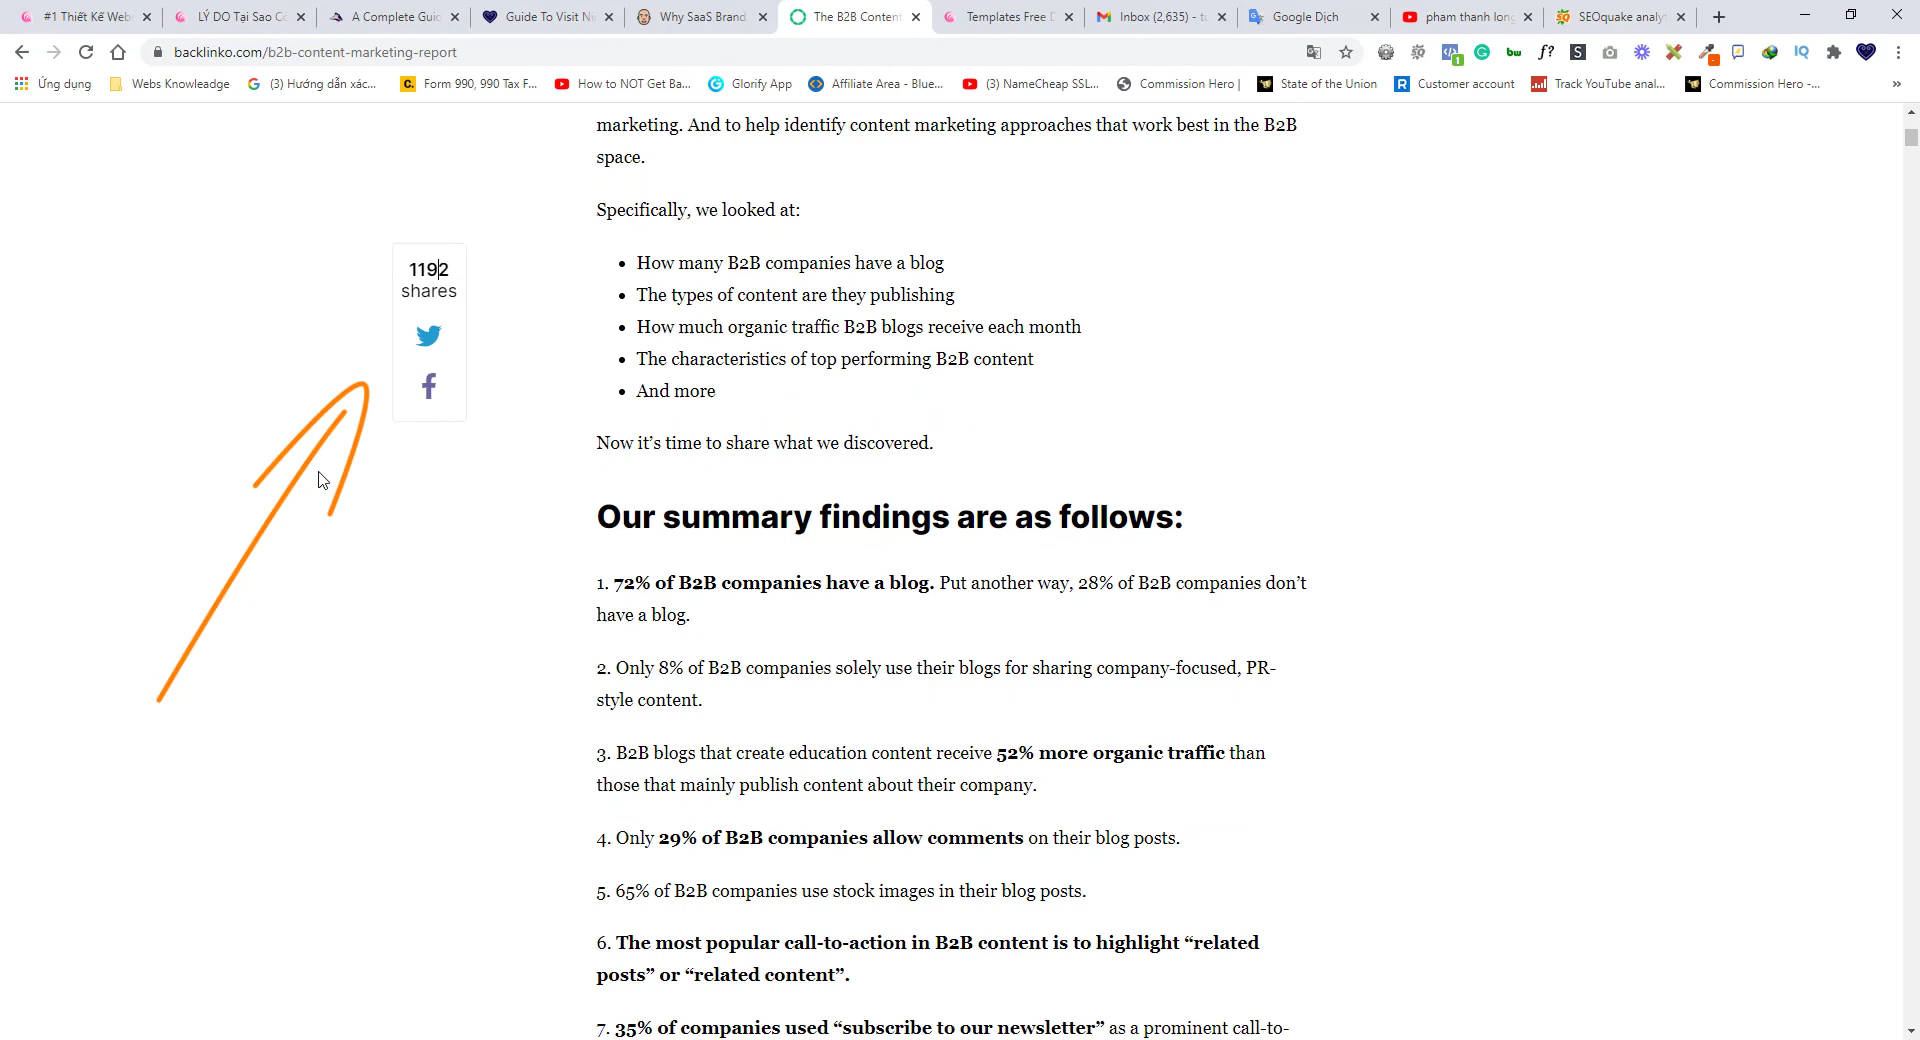 #1 Thiết Kế Web
LÝ DO Tại Sao C
A Complete Guid
Guide To Visit Ni
Why SaaS Brand
The B2B Content
Templates Free D
Inbox (2,635) - t
Google Dịch
pham thanh long
SEOquake analy
backlinko.com/b2b-content-marketing-report
Ứng dụng
Webs Knowleadge
(3) Hướng dẫn xác...
Form 990, 990 Tax F...
How to NOT Get Ba...
Glorify App
Affiliate Area - Blue...
(3) NameCheap SSL...
Commission Hero |
State of the Union
Customer account
Track YouTube anal...
Commission Hero -...
marketing. And to help identify content marketing approaches that work best in the B2B
space.
Specifically, we looked at:
1192
shares
• How many B2B companies have a blog
• The types of content are they publishing
• How much organic traffic B2B blogs receive each month
• The characteristics of top performing B2B content
• And more
Now it’s time to share what we discovered.
Our summary findings are as follows:
1. 72% of B2B companies have a blog. Put another way, 28% of B2B companies don’t
have a blog.
2. Only 8% of B2B companies solely use their blogs for sharing company-focused, PR-
style content.
3. B2B blogs that create education content receive 52% more organic traffic than
those that mainly publish content about their company.
4. Only 29% of B2B companies allow comments on their blog posts.
5. 65% of B2B companies use stock images in their blog posts.
6. The most popular call-to-action in B2B content is to highlight “related
posts” or “related content”.
7. 35% of companies used “subscribe to our newsletter” as a prominent call-to-